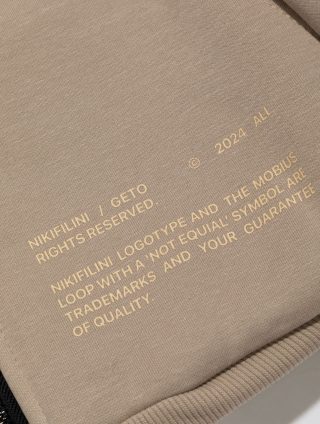 NIKIFILINI / GETO © 2024 ALL
RIGHTS RESERVED.
NIKIFILINI LOGOTYPE AND THE MOBIUS
LOOP WITH A 'NOT EQUIAL' SYMBOL ARE
TRADEMARKS AND YOUR GUARANTEE
OF QUALITY.